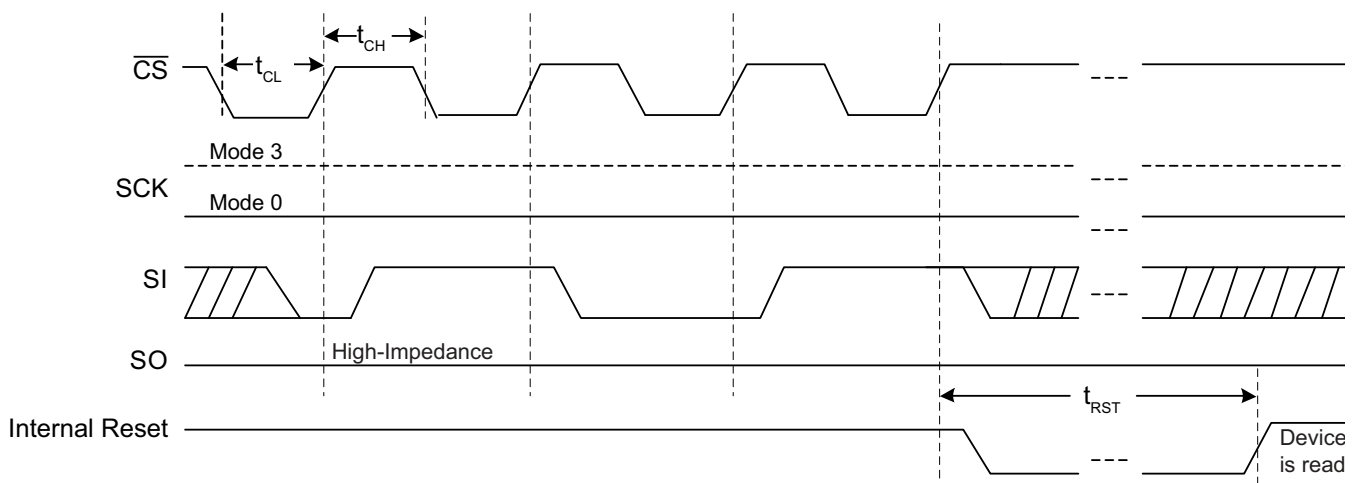 t_CH
CS
t_CL
Mode 3
SCK
Mode 0
SI
High-Impedance
SO
t_RST
Internal Reset
Device
is read